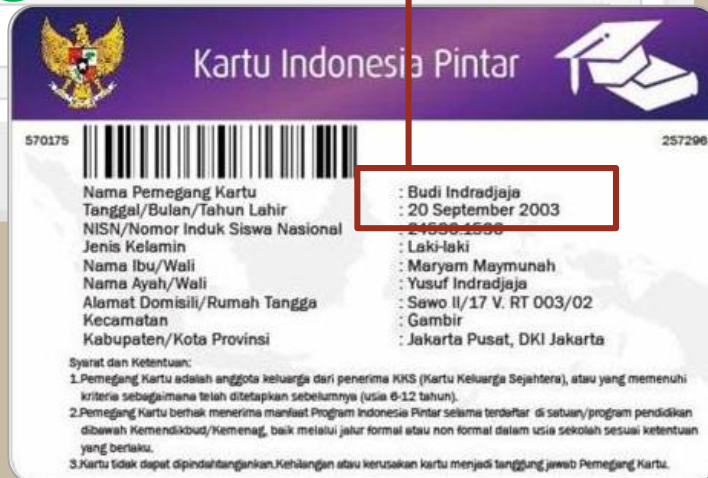 Kartu Indonesia Pintar
570175
257296
Nama Pemegang Kartu : Budi Indradjaja
Tanggal/Bulan/Tahun Lahir : 20 September 2003
NISN/Nomor Induk Siswa Nasional :
Jenis Kelamin : Laki-laki
Nama Ibu/Wali : Maryam Maymunah
Nama Ayah/Wali : Yusuf Indradjaja
Alamat Domisili/Rumah Tangga : Sawo II/17 V. RT 003/02
Kecamatan : Gambir
Kabupaten/Kota Provinsi : Jakarta Pusat, DKI Jakarta
Syarat dan Ketentuan:
1.Pemegang Kartu adalah anggota keluarga dari penerima KKS (Kartu Keluarga Sejahtera), atau yang memenuhi
kriteria sebagaimana telah ditetapkan sebelumnya (usia 6-12 tahun).
2.Pemegang Kartu berhak menerima manfaat Program Indonesia Pintar selama terdaftar di satuan/program pendidikan
dibawah Kemendikbud/Kemenag, baik melalui jalur formal atau non formal dalam usia sekolah sesuai ketentuan
yang berlaku.
3.Kartu tidak dapat dipindahtangankan.Kehilangan atau kerusakan kartu menjadi tanggung jawab Pemegang Kartu.